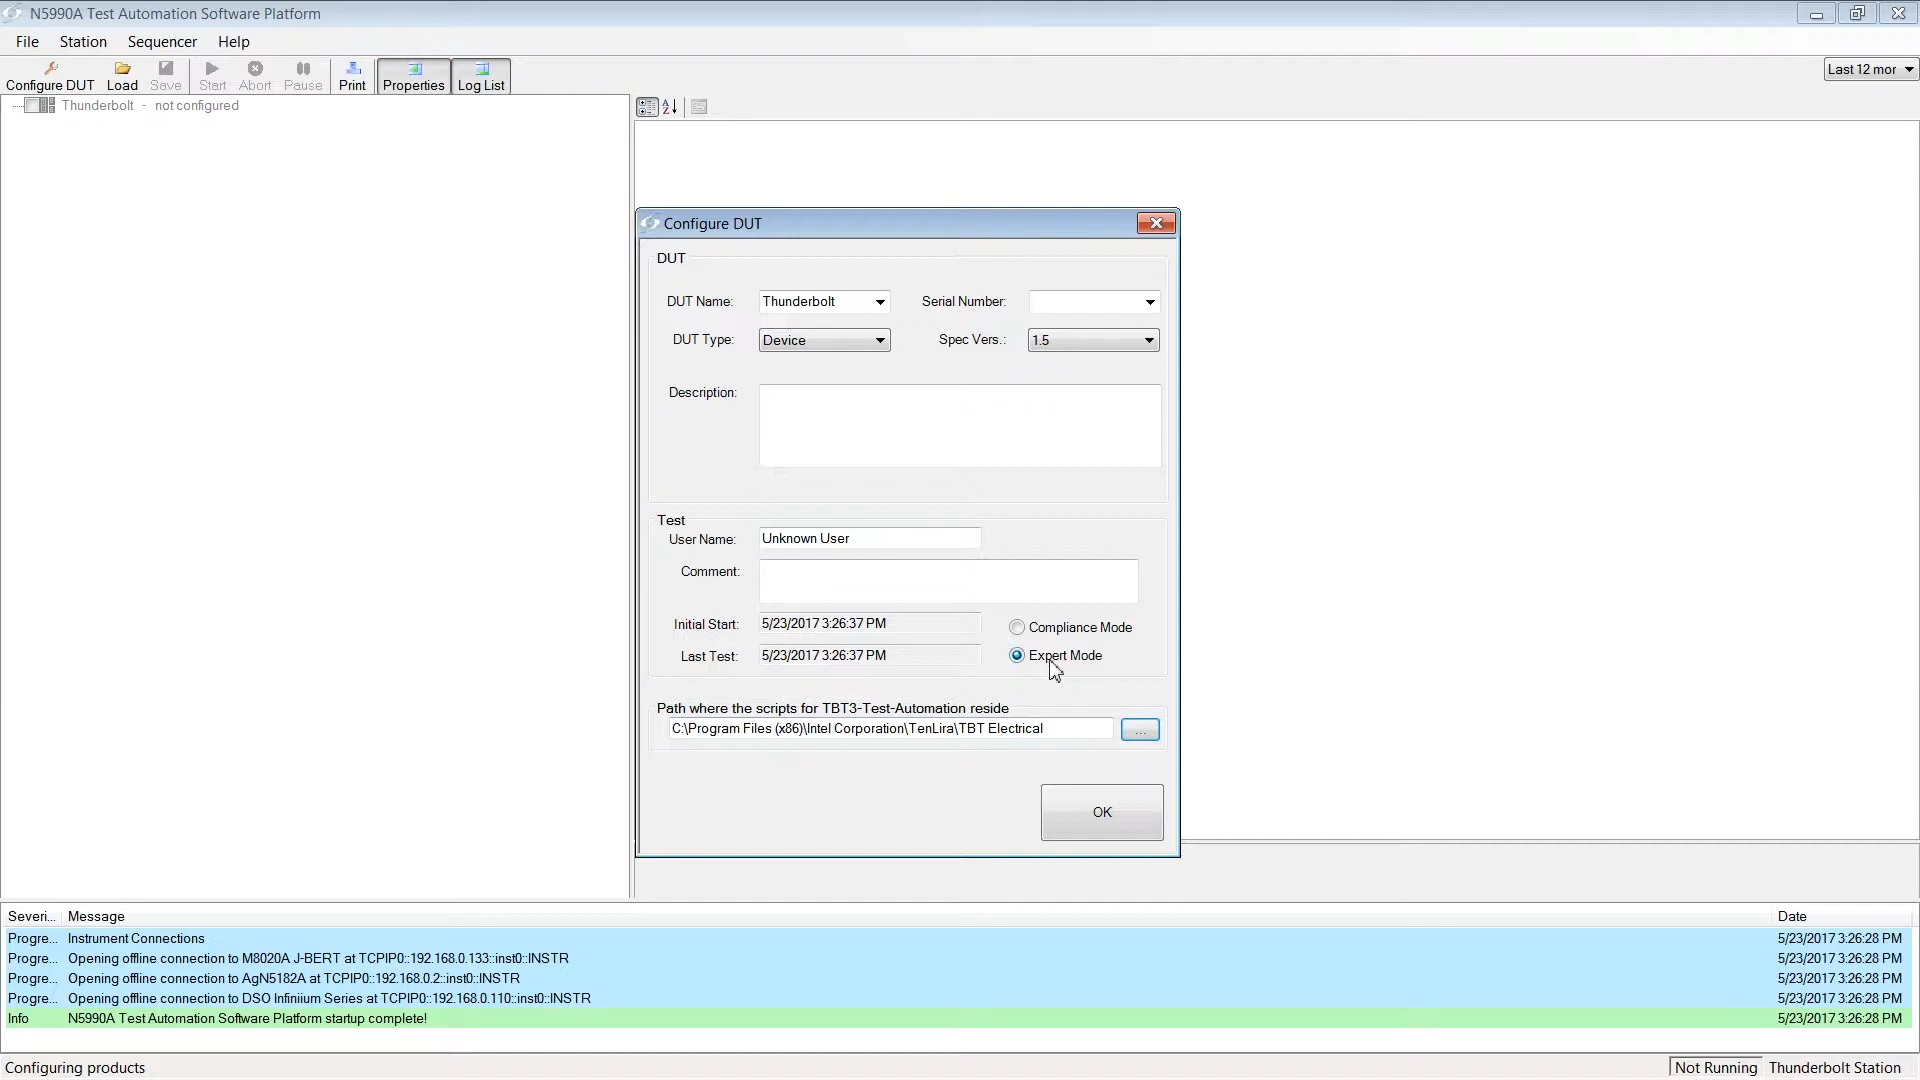 N5990A Test Automation Software Platform
File Station Sequencer Help
Configure DUT Load Save Start Abort Pause Print Properties Log List Last 12 mor
Thunderbolt - not configured
Configure DUT
DUT
DUT Name: Thunderbolt Serial Number:
DUT Type: Device Spec Vers.: 1.5
Description:
Test
User Name: Unknown User
Comment:
Initial Start: 5/23/2017 3:26:37 PM Compliance Mode
Last Test: 5/23/2017 3:26:37 PM Expert Mode
Path where the scripts for TBT3-Test-Automation reside
C:\Program Files (x86)\Intel Corporation\TenLira\TBT Electrical ...
OK
Severi... Message Date
Progre... Instrument Connections 5/23/2017 3:26:28 PM
Progre... Opening offline connection to M8020A J-BERT at TCPIP0::192.168.0.133::inst0::INSTR 5/23/2017 3:26:28 PM
Progre... Opening offline connection to AgN5182A at TCPIP0::192.168.0.2::inst0::INSTR 5/23/2017 3:26:28 PM
Progre... Opening offline connection to DSO Infiniium Series at TCPIP0::192.168.0.110::inst0::INSTR 5/23/2017 3:26:28 PM
Info N5990A Test Automation Software Platform startup complete! 5/23/2017 3:26:28 PM
Configuring products Not Running Thunderbolt Station